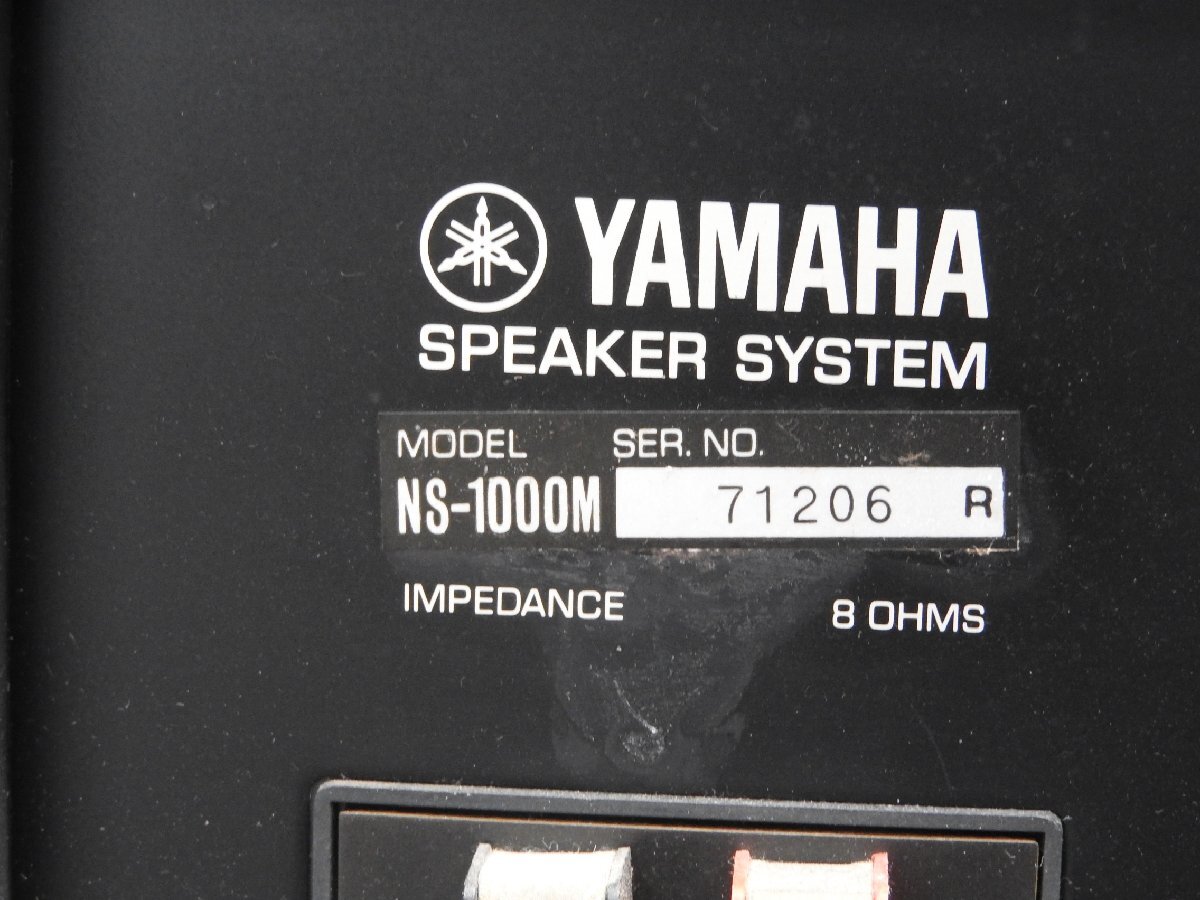 YAMAHA
SPEAKER SYSTEM
MODEL SER. NO.
NS-1000M 71206 R
IMPEDANCE 8 OHMS